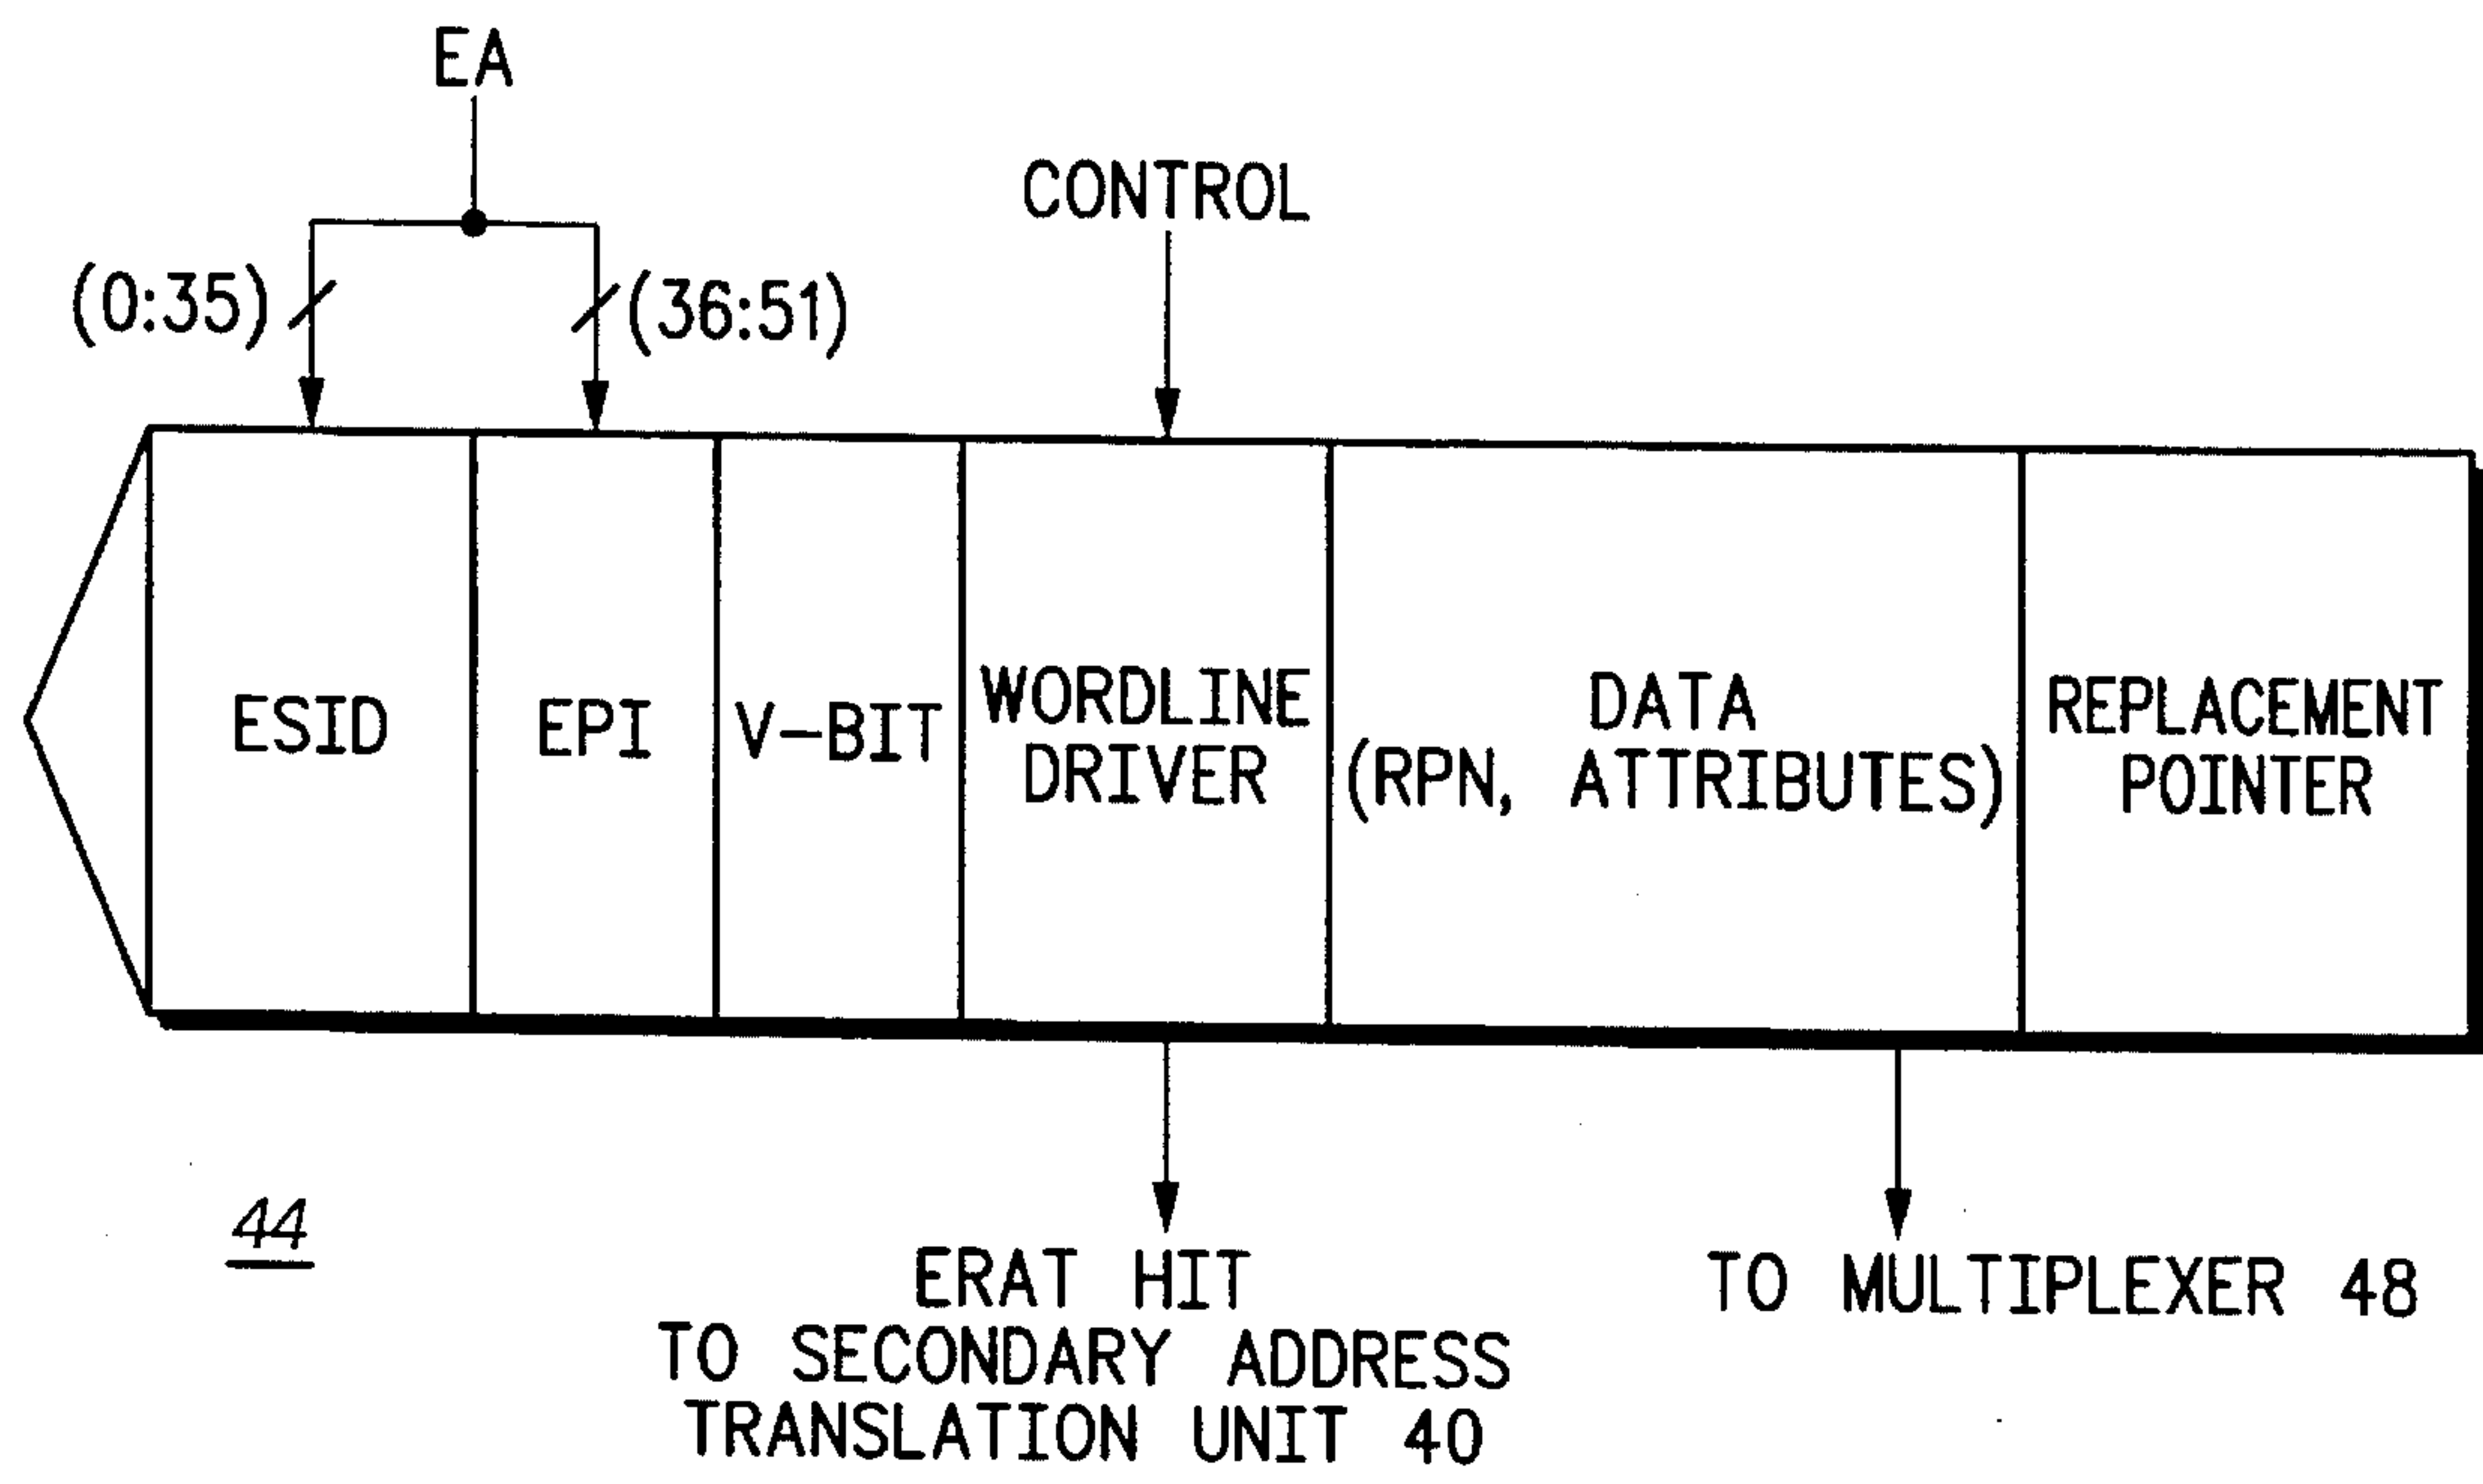 EA
CONTROL
(0:35)
(36:51)
ESID
EPI
V-BIT
WORDLINE
DRIVER
DATA
(RPN, ATTRIBUTES)
REPLACEMENT
POINTER
44
ERAT HIT
TO SECONDARY ADDRESS
TRANSLATION UNIT 40
TO MULTIPLEXER 48